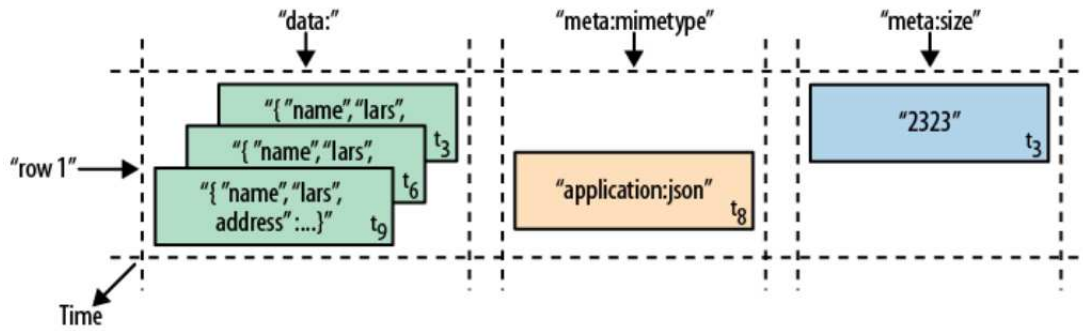 “data:”
“meta:mimetype”
“meta:size”
“{ ”name”, “lars”,
t3
“{ ”name”, “lars”,
t6
“{ ”name”, “lars”,
address” :....}”
t9
“application:json”
t8
“2323”
t3
“row 1”
Time